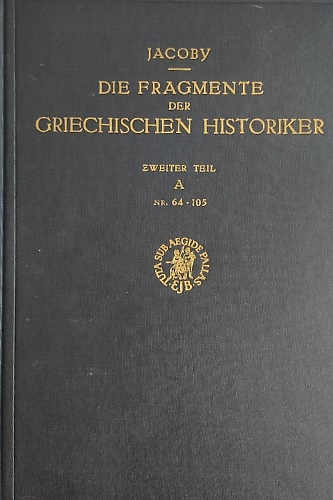 JACOBY
DIE FRAGMENTE
DER
GRIECHISCHEN HISTORIKER
ZWEITER TEIL
A
NR. 64-105
TUTA SUB AEGIDE PALLAS
EJB